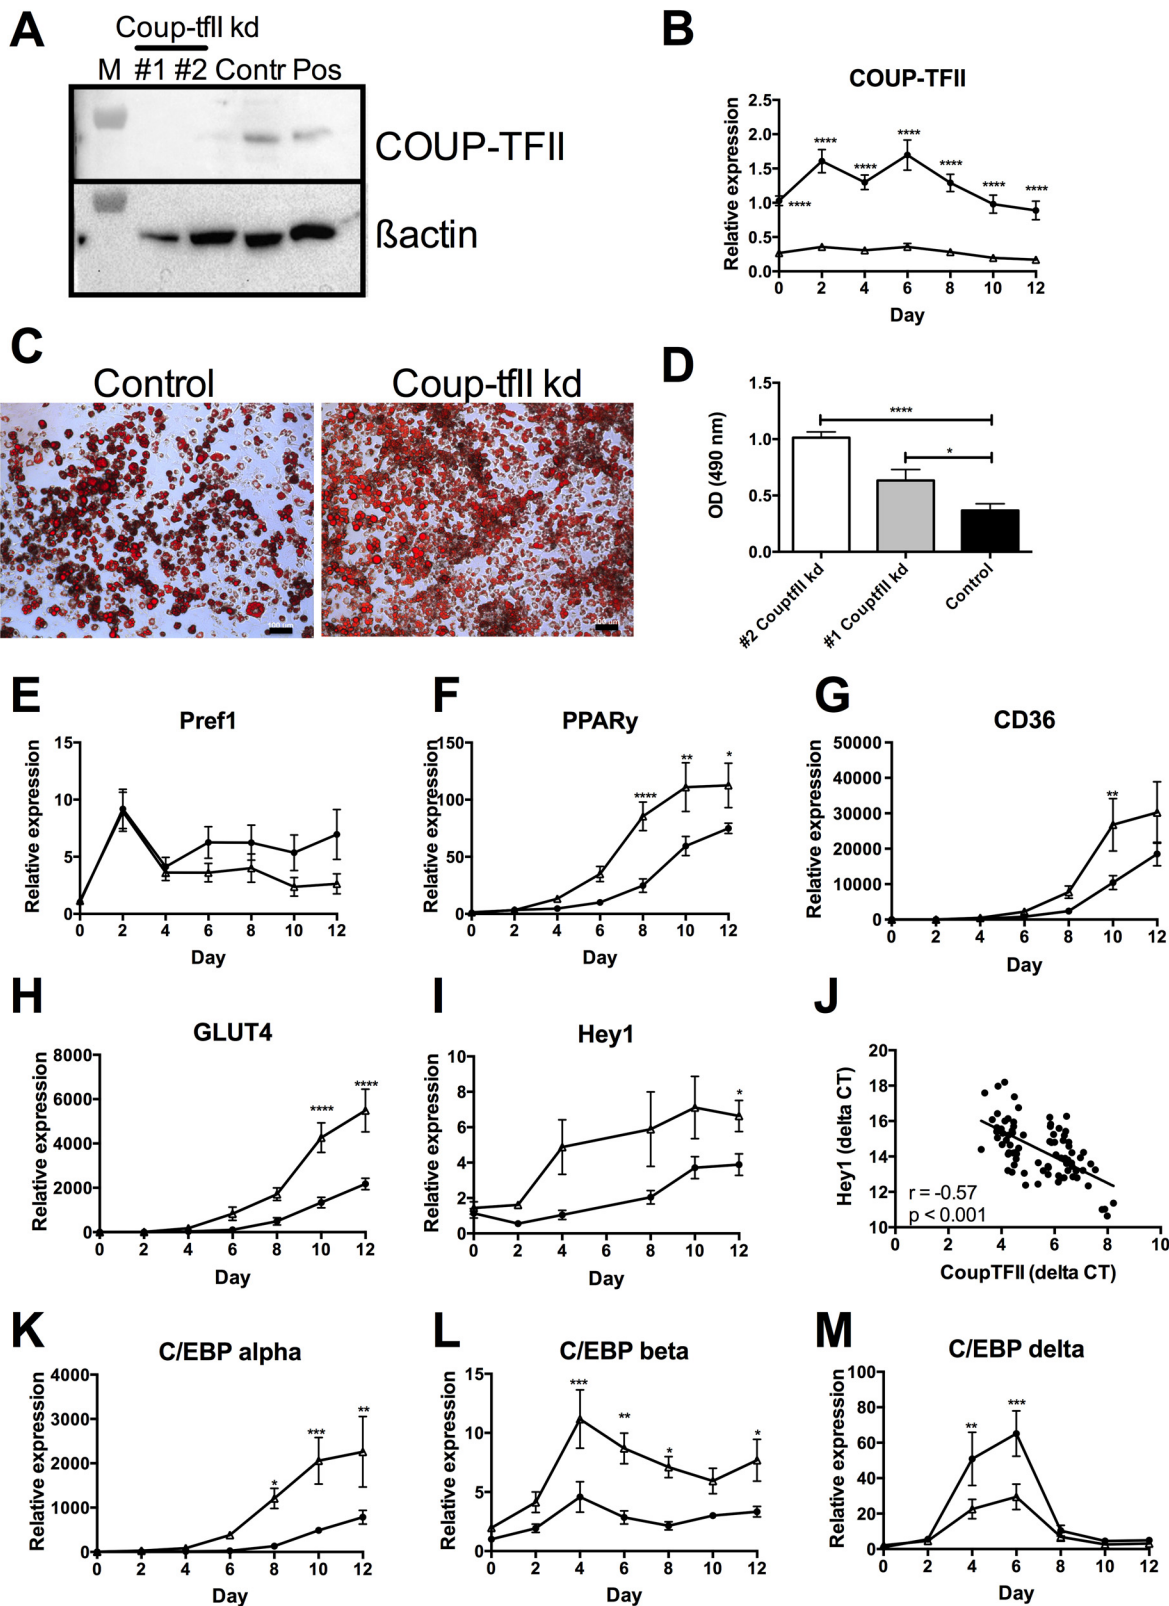 A
Coup-tfII kd
M #1 #2 Contr Pos
COUP-TFII
ßactin
B
COUP-TFII
Relative expression
2.5
2.0
1.5
1.0
0.5
0.0
****
****
****
****
****
****
****
0 2 4 6 8 10 12
Day
C
Control
Coup-tfII kd
100 um
100 um
D
OD (490 nm)
1.5
1.0
0.5
0.0
****
*
#2 CouptfII kd
#1 CouptfII kd
Control
E
Pref1
Relative expression
15
10
5
0
0 2 4 6 8 10 12
Day
F
PPARy
Relative expression
150
100
50
0
****
**
*
0 2 4 6 8 10 12
Day
G
CD36
Relative expression
50000
40000
30000
20000
10000
0
**
0 2 4 6 8 10 12
Day
H
GLUT4
Relative expression
8000
6000
4000
2000
0
****
****
0 2 4 6 8 10 12
Day
I
Hey1
Relative expression
10
8
6
4
2
0
*
0 2 4 6 8 10 12
Day
J
Hey1 (delta CT)
20
18
16
14
12
10
r = -0.57
p < 0.001
0 2 4 6 8 10
CoupTFII (delta CT)
K
C/EBP alpha
Relative expression
4000
3000
2000
1000
0
*
***
**
0 2 4 6 8 10 12
Day
L
C/EBP beta
Relative expression
15
10
5
0
***
**
*
*
0 2 4 6 8 10 12
Day
M
C/EBP delta
Relative expression
100
80
60
40
20
0
**
***
0 2 4 6 8 10 12
Day